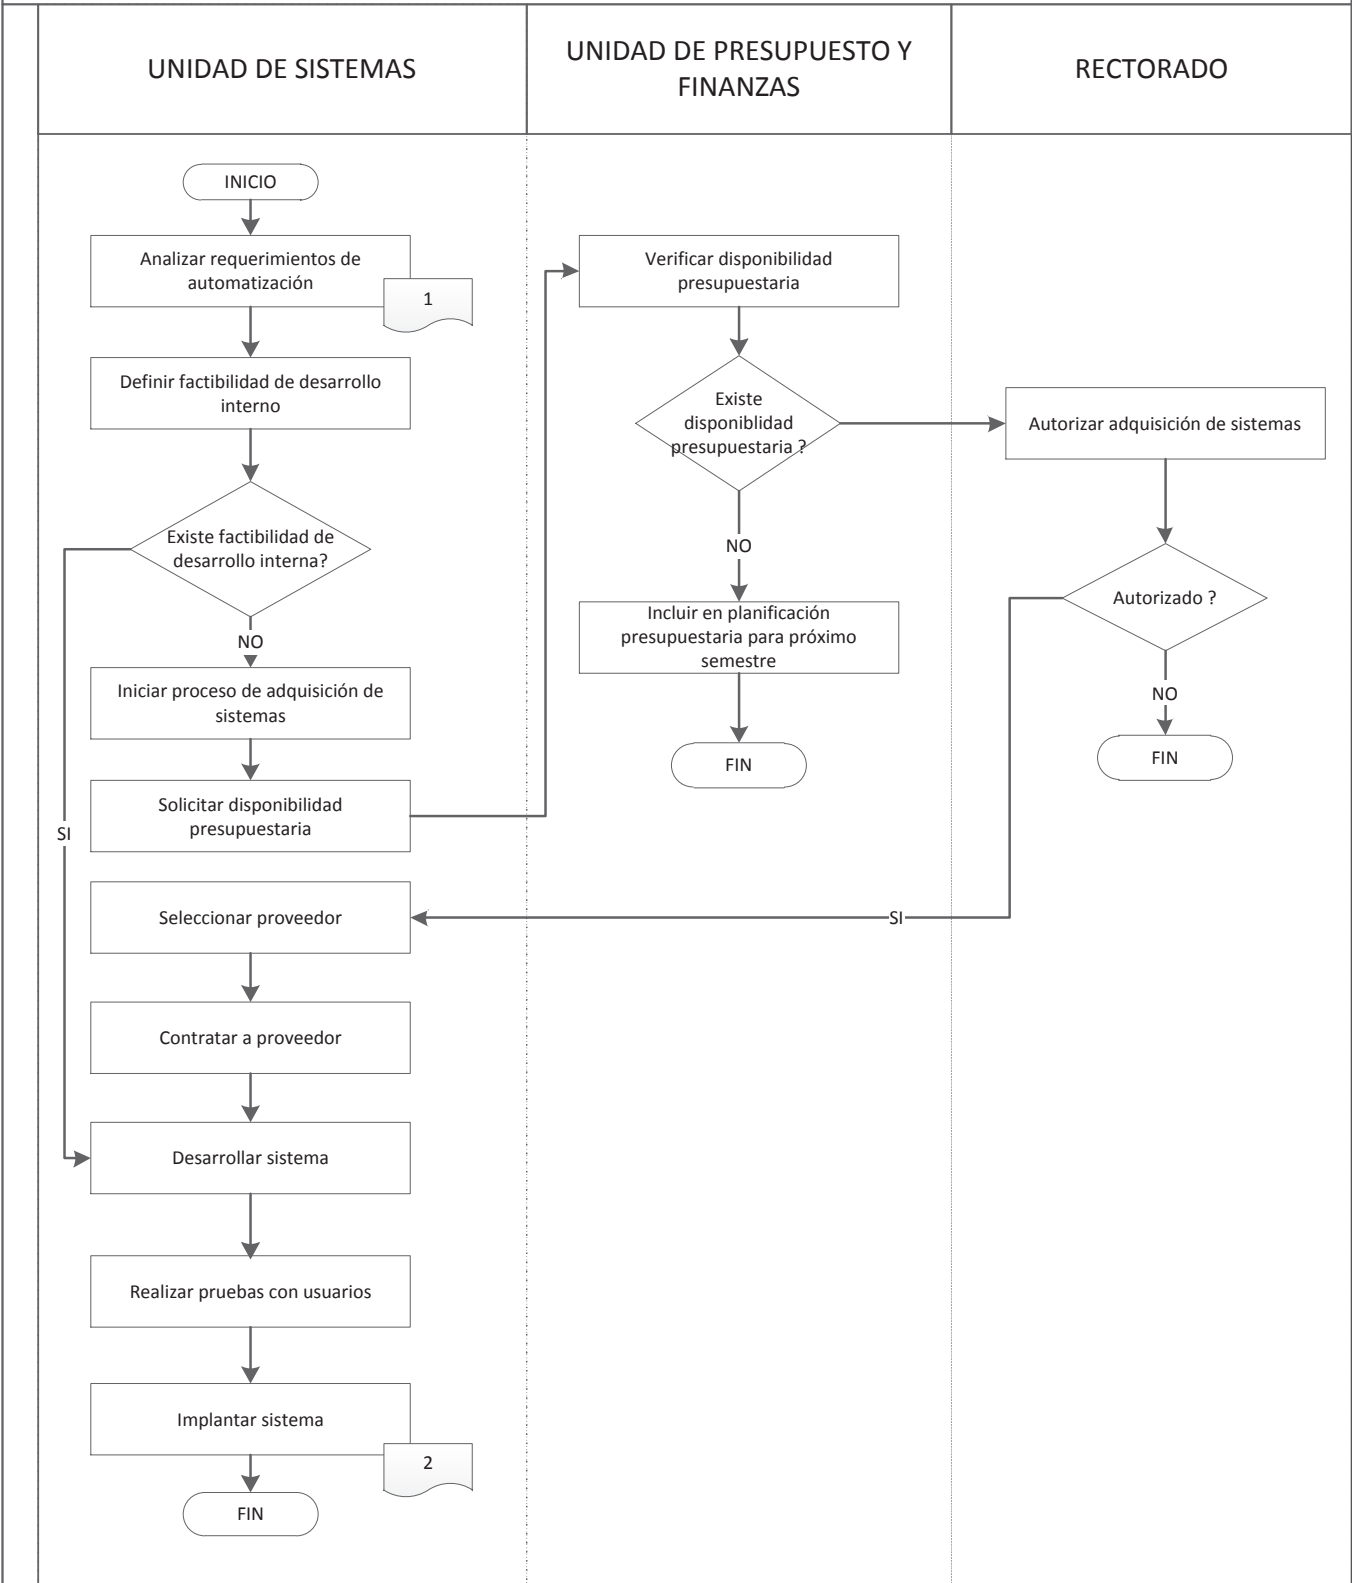 UNIDAD DE SISTEMAS
UNIDAD DE PRESUPUESTO Y
FINANZAS
RECTORADO
INICIO
Analizar requerimientos de
automatización
1
Definir factibilidad de desarrollo
interno
Existe factibilidad de
desarrollo interna?
NO
SI
Iniciar proceso de adquisición de
sistemas
Solicitar disponibilidad
presupuestaria
Verificar disponibilidad
presupuestaria
Existe
disponiblidad
presupuestaria ?
NO
Incluir en planificación
presupuestaria para próximo
semestre
FIN
Autorizar adquisición de sistemas
Autorizado ?
NO
FIN
SI
Seleccionar proveedor
Contratar a proveedor
Desarrollar sistema
Realizar pruebas con usuarios
Implantar sistema
2
FIN